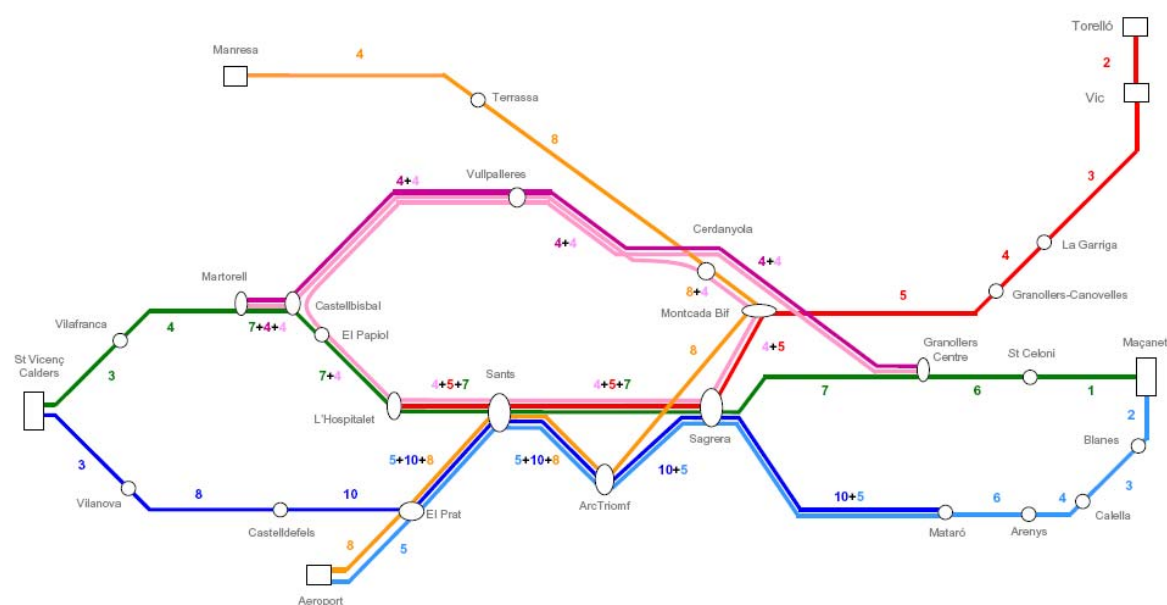 Torelló
2
Manresa
4
Vic
Terrassa
8
3
Vullpalleres
4+4
Cerdanyola
4+4
4+4
La Garriga
4
Martorell
8+4
Granollers-Canovelles
Castellbisbal
5
Montcada Bif
Vilafranca
4
7+4+4
El Papiol
8
4+5
Granollers
Centre
St Celoni
Maçanet
St Vicenç
Calders
3
7+4
Sants
4+5+7
4+5+7
7
6
1
L'Hospitalet
2
Sagrera
Blanes
3
5+10+8
5+10+8
10+5
3
Vilanova
8
10
El Prat
ArcTriomf
10+5
6
4
Calella
Castelldefels
Mataró
Arenys
8
5
Aeroport